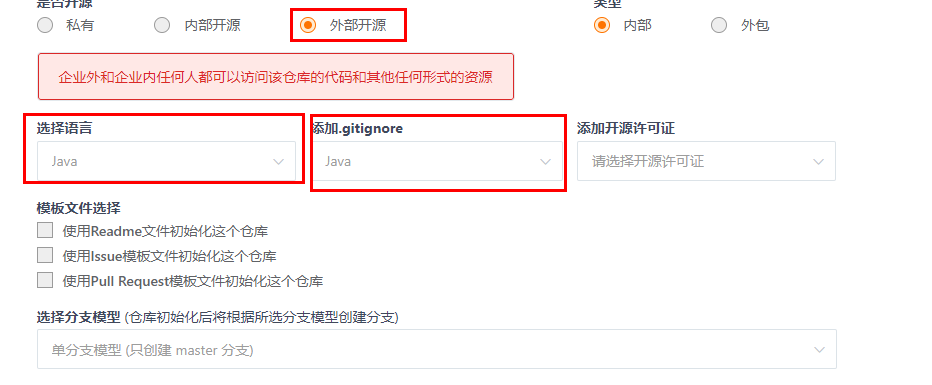 是否开源 类型
私有 内部开源 外部开源 内部 外包
企业外和企业内任何人都可以访问该仓库的代码和其他任何形式的资源
选择语言 添加.gitignore 添加开源许可证
Java Java 请选择开源许可证
模板文件选择
使用Readme文件初始化这个仓库
使用Issue模板文件初始化这个仓库
使用Pull Request模板文件初始化这个仓库
选择分支模型 (仓库初始化后将根据所选分支模型创建分支)
单分支模型 (只创建 master 分支)